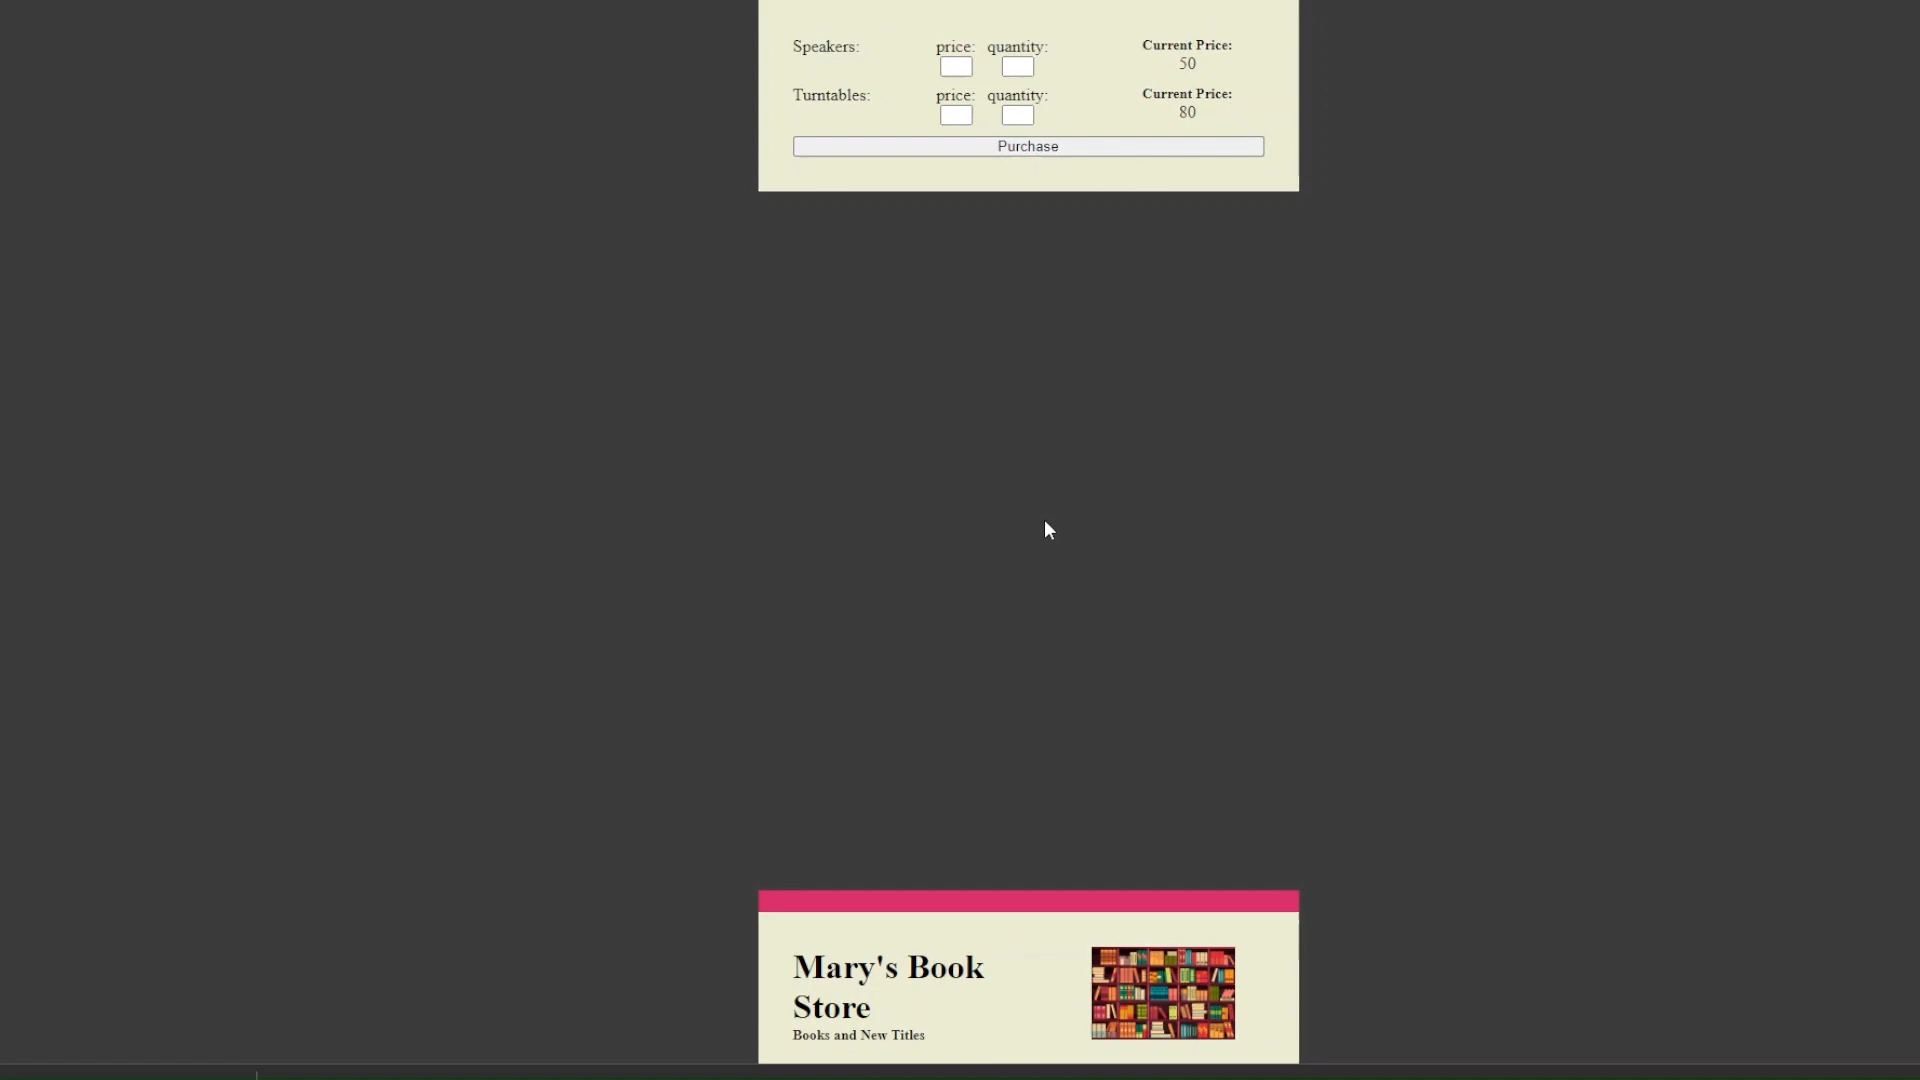 Speakers: price: quantity: Current Price:
50
Turntables: price: quantity: Current Price:
80
Purchase
Mary's Book
Store
Books and New Titles